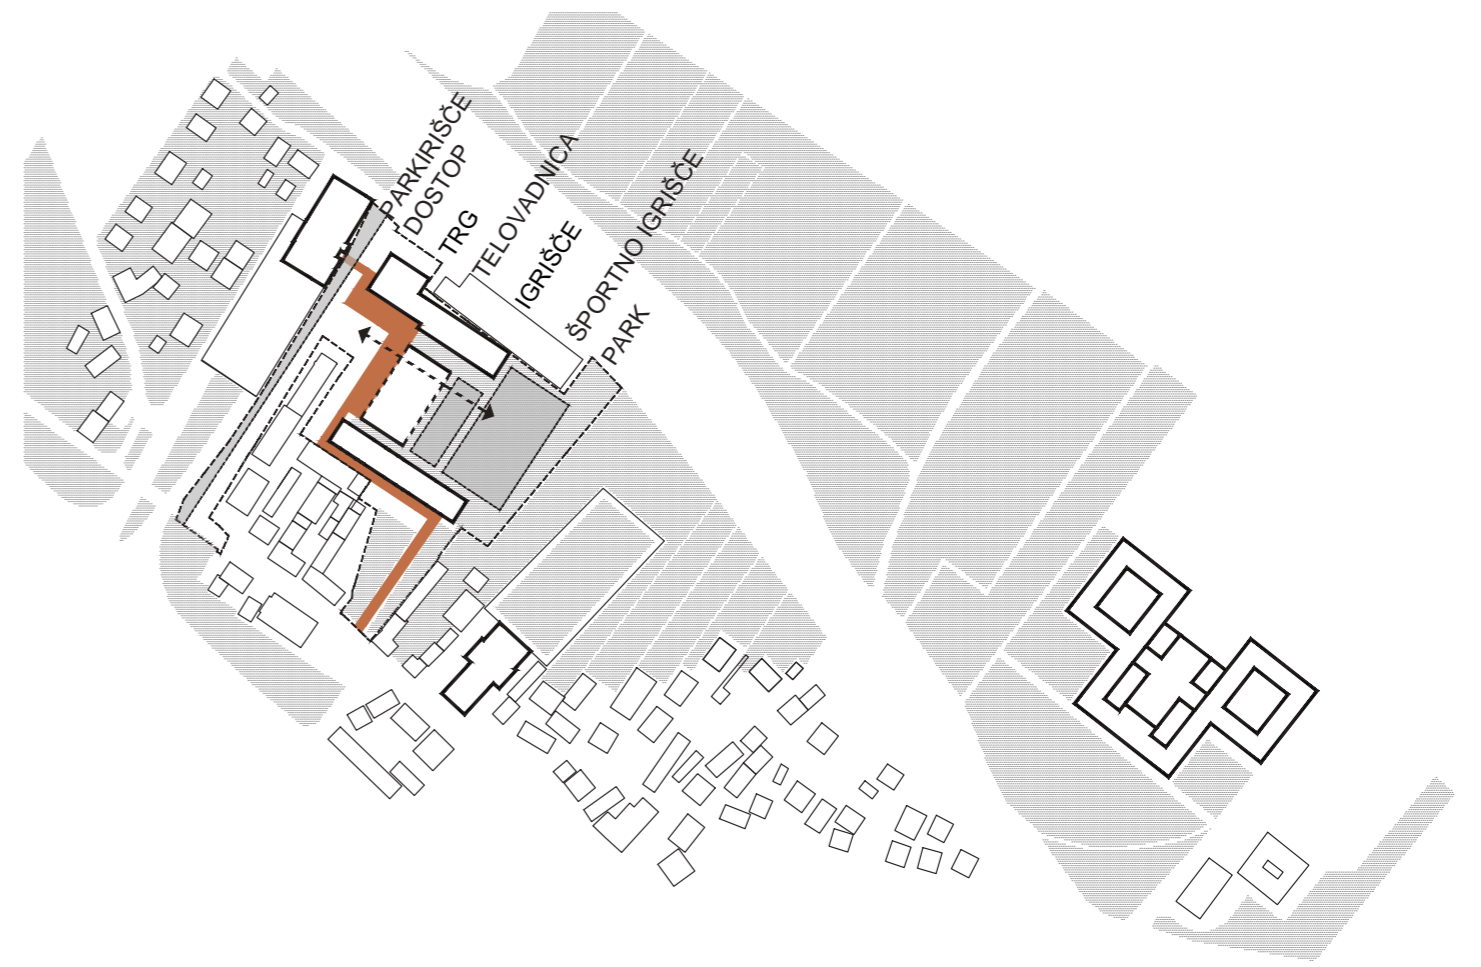 PARKIRIŠČE
DOSTOP
TRG
TELOVADNICA
IGRIŠČE
ŠPORTNO IGRIŠČE
PARK